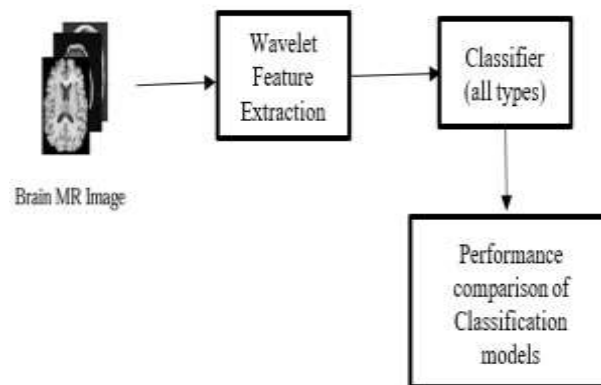 Brain MR Image
Wavelet
Feature
Extraction
Classifier
(all types)
Performance
comparison of
Classification
models